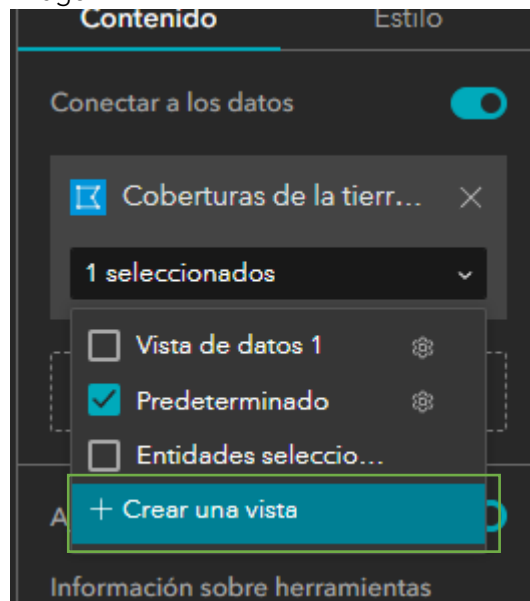 Contenido Estilo
Conectar a los datos
Coberturas de la tierr...
1 seleccionados
Vista de datos 1
Predeterminado
Entidades seleccio...
A
+ Crear una vista
Información sobre herramientas